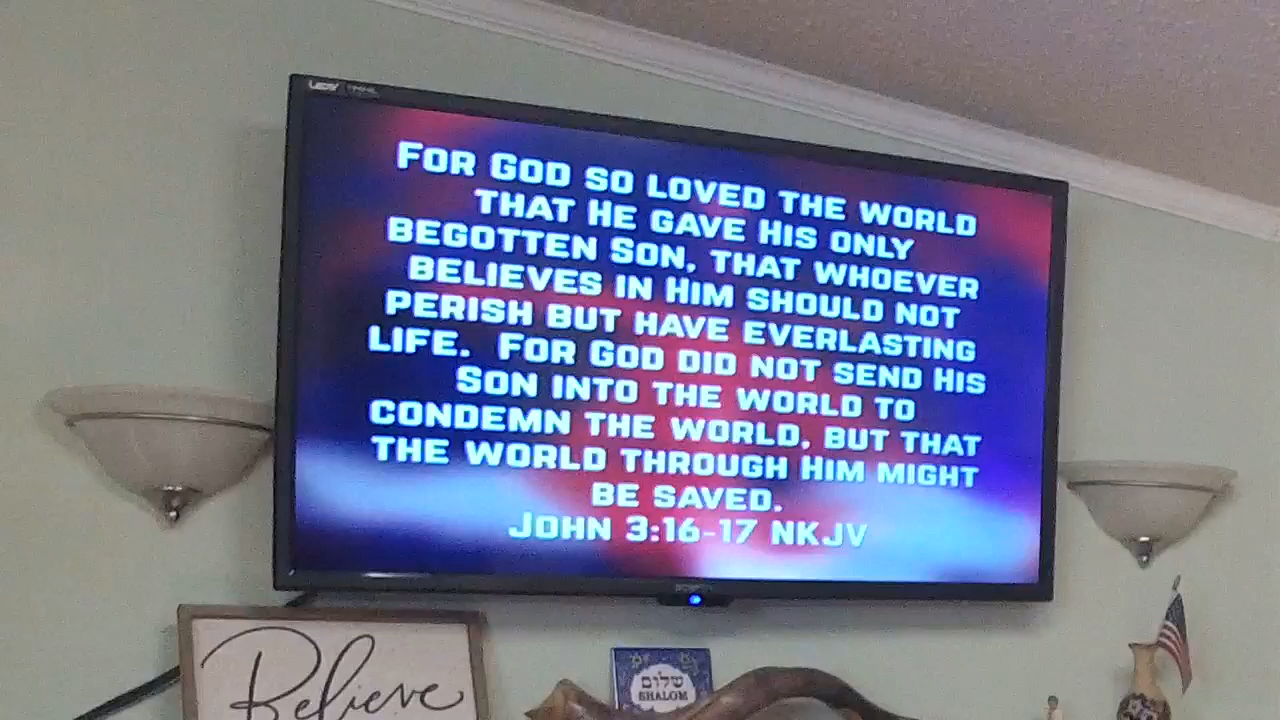 FOR GOD SO LOVED THE WORLD
THAT HE GAVE HIS ONLY
BEGOTTEN SON, THAT WHOEVER
BELIEVES IN HIM SHOULD NOT
PERISH BUT HAVE EVERLASTING
LIFE. FOR GOD DID NOT SEND HIS
SON INTO THE WORLD TO
CONDEMN THE WORLD, BUT THAT
THE WORLD THROUGH HIM MIGHT
BE SAVED.
JOHN 3:16-17 NKJV
Believe
שלום
SHALOM